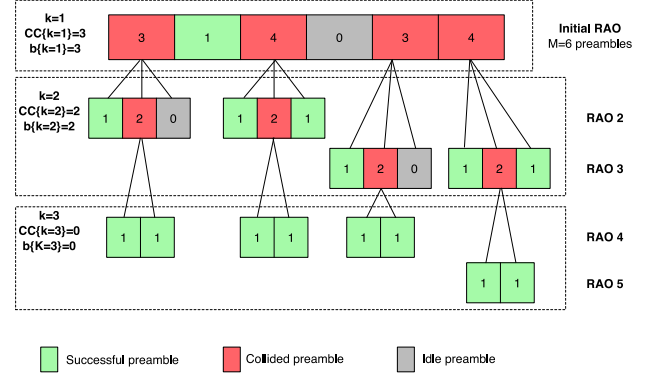 k=1
CC{k=1}=3
b{k=1}=3
3 1 4 0 3 4
Initial RAO
M=6 preambles
k=2
CC{k=2}=2
b{k=2}=2
1 2 0 1 2 1
RAO 2
1 2 0 1 2 1
RAO 3
k=3
CC{k=3}=0
b{K=3}=0
1 1 1 1 1 1
RAO 4
1 1
RAO 5
Successful preamble
Collided preamble
Idle preamble